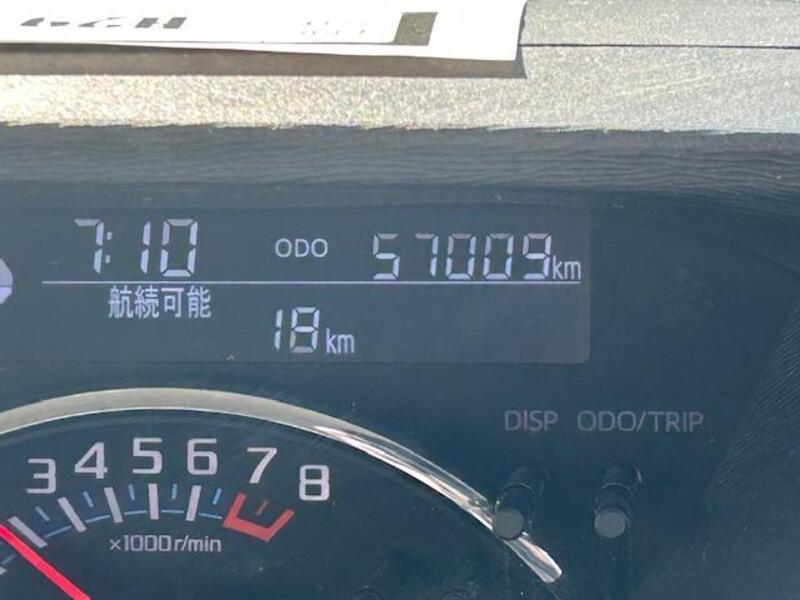 7:10 ODO 57009km
航続可能
18km
DISP ODO/TRIP
3 4 5 6 7 8
×1000r/min